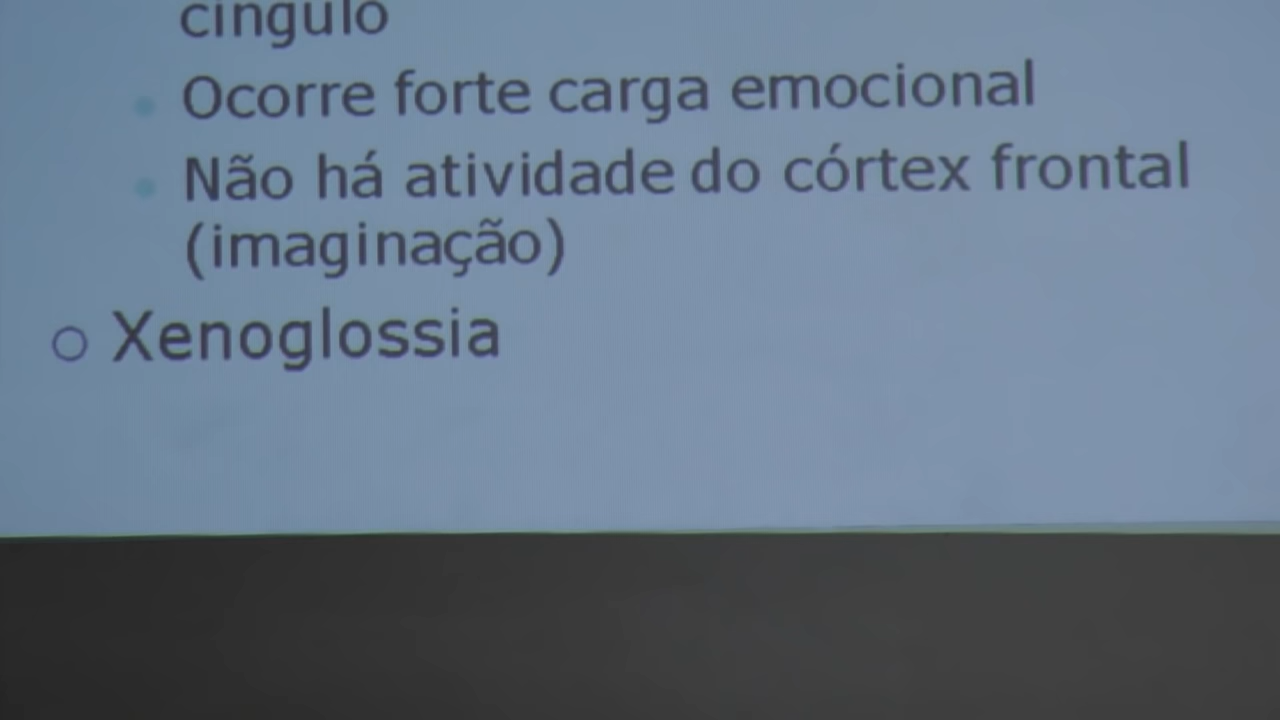 cíngulo
Ocorre forte carga emocional
Não há atividade do córtex frontal
(imaginação)
Xenoglossia